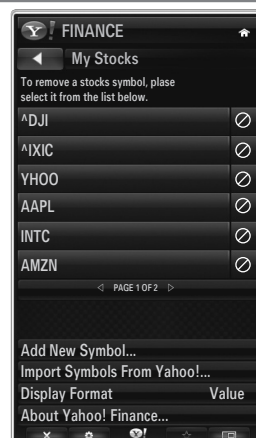 Y! FINANCE
My Stocks
To remove a stocks symbol, plase
select it from the list below.
^DJI
^IXIC
YHOO
AAPL
INTC
AMZN
PAGE 1 OF 2
Add New Symbol...
Import Symbols From Yahoo!...
Display Format Value
About Yahoo! Finance...
Y!